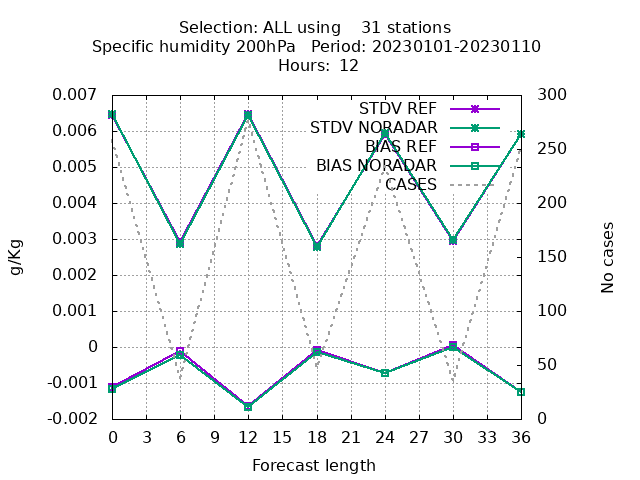 Selection: ALL using    31 stations
Specific humidity 200hPa   Period: 20230101-20230110
Hours: 12
STDV REF
STDV NORADAR
BIAS REF
BIAS NORADAR
CASES
0.007
0.006
0.005
0.004
0.003
0.002
0.001
0
-0.001
-0.002
g/Kg
300
250
200
150
100
50
0
No cases
0 3 6 9 12 15 18 21 24 27 30 33 36
Forecast length